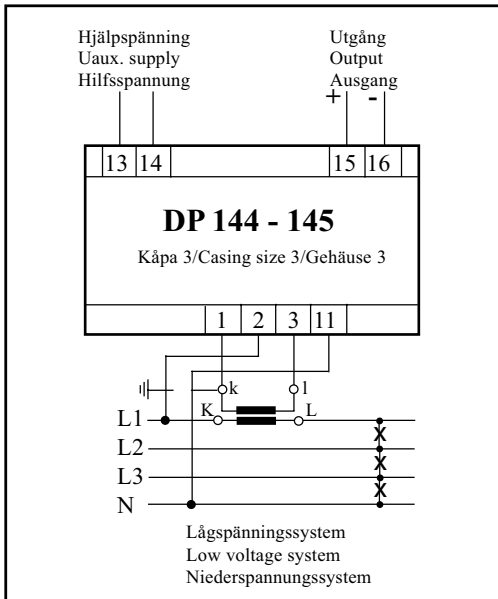 Hjälpspänning
Uaux. supply
Hilfsspannung
Utgång
Output
Ausgang
+ -
13 14 15 16
DP 144 - 145
Kåpa 3/Casing size 3/Gehäuse 3
1 2 3 11
k l
K L
L1
L2
L3
N
X
X
X
Lågspänningssystem
Low voltage system
Niederspannungssystem